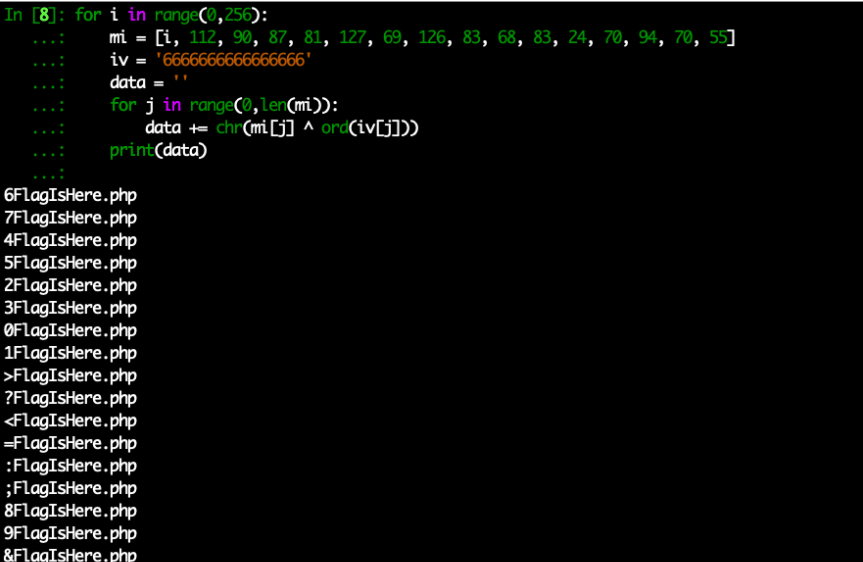 In [8]: for i in range(0,256):
   ...:     mi = [i, 112, 90, 87, 81, 127, 69, 126, 83, 68, 83, 24, 70, 94, 70, 55]
   ...:     iv = '6666666666666666'
   ...:     data = ''
   ...:     for j in range(0,len(mi)):
   ...:         data += chr(mi[j] ^ ord(iv[j]))
   ...:     print(data)
   ...:
6FlagIsHere.php
7FlagIsHere.php
4FlagIsHere.php
5FlagIsHere.php
2FlagIsHere.php
3FlagIsHere.php
0FlagIsHere.php
1FlagIsHere.php
>FlagIsHere.php
?FlagIsHere.php
<FlagIsHere.php
=FlagIsHere.php
:FlagIsHere.php
;FlagIsHere.php
8FlagIsHere.php
9FlagIsHere.php
&FlagIsHere.php